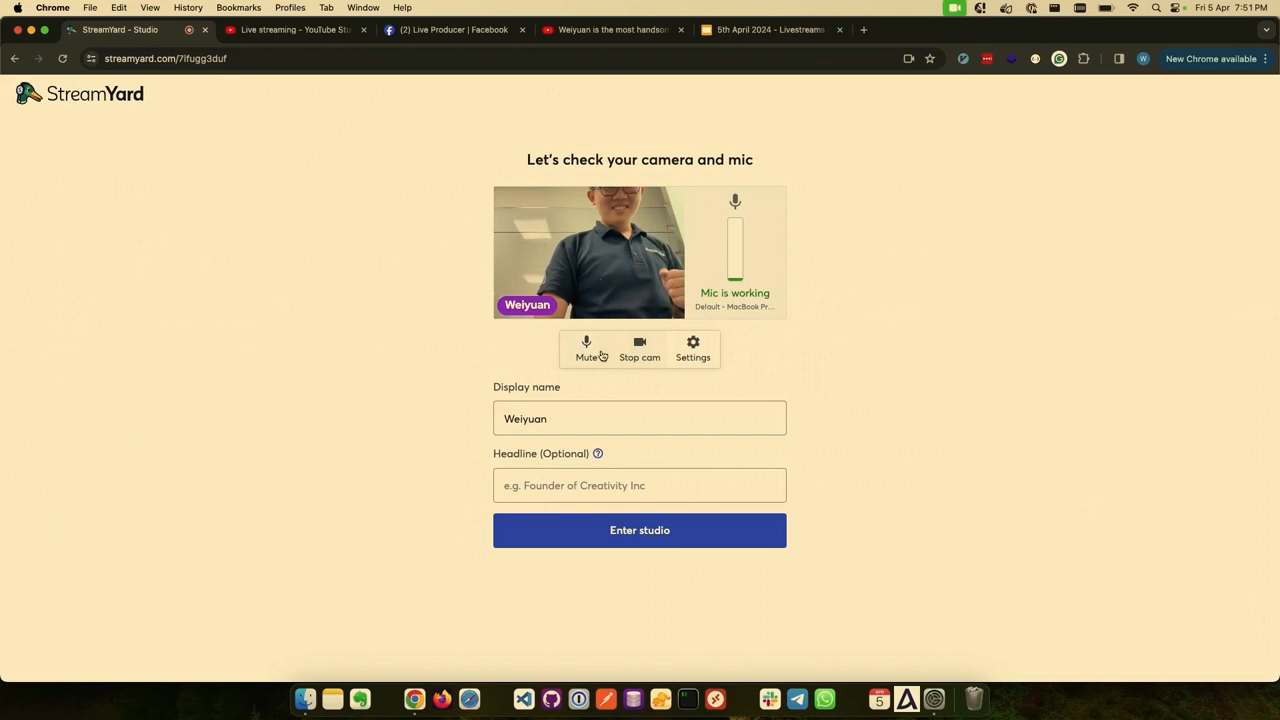 Chrome File Edit View History Bookmarks Profiles Tab Window Help Fri 5 Apr 7:51 PM
StreamYard - Studio
Live streaming - YouTube Stu
(2) Live Producer | Facebook
Weiyuan is the most handsom
5th April 2024 - Livestreams
streamyard.com/7ifugg3duf
New Chrome available
StreamYard
Let's check your camera and mic
Weiyuan
Mic is working
Default - MacBook Pr...
Mute
Stop cam
Settings
Display name
Weiyuan
Headline (Optional)
e.g. Founder of Creativity Inc
Enter studio
5